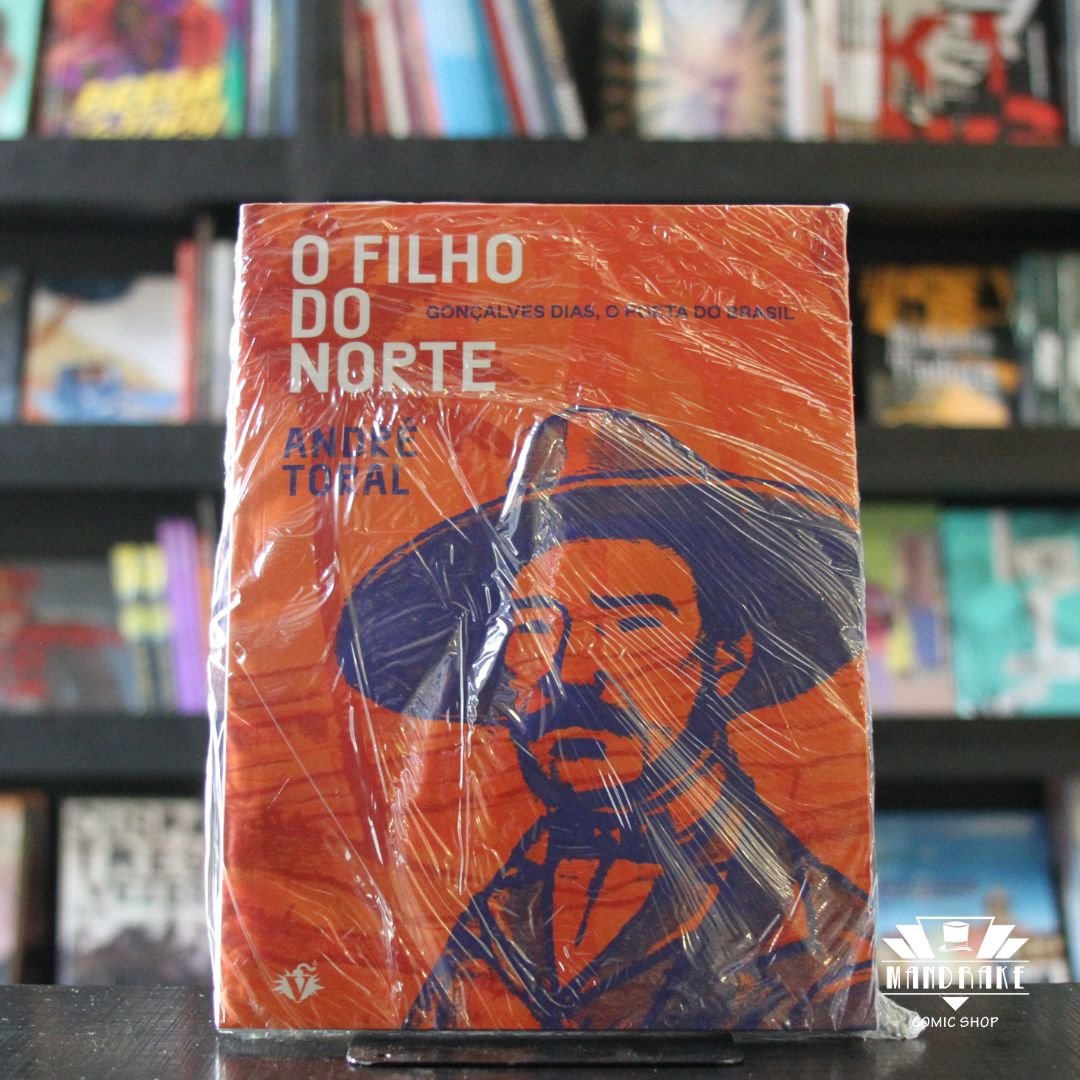 O FILHO
DO
NORTE
GONÇALVES DIAS, O POETA DO BRASIL
ANDRÉ
TORAL
V
MANDRAKE
COMIC SHOP